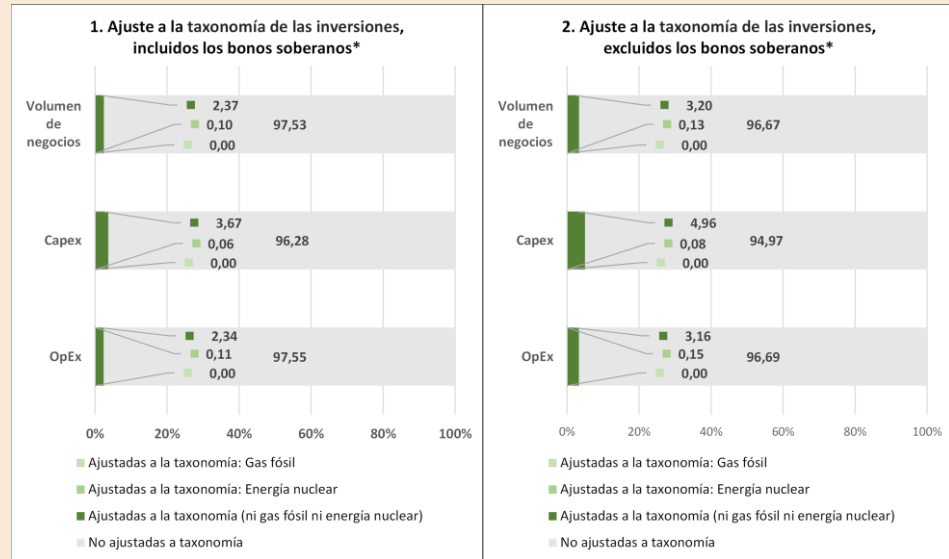 1. Ajuste a la taxonomía de las inversiones,
incluidos los bonos soberanos*
Volumen
de
negocios
2,37
0,10
0,00
97,53
Capex
3,67
0,06
0,00
96,28
OpEx
2,34
0,11
0,00
97,55
0% 20% 40% 60% 80% 100%
Ajustadas a la taxonomía: Gas fósil
Ajustadas a la taxonomía: Energía nuclear
Ajustadas a la taxonomía (ni gas fósil ni energía nuclear)
No ajustadas a taxonomía
2. Ajuste a la taxonomía de las inversiones,
excluidos los bonos soberanos*
Volumen
de
negocios
3,20
0,13
0,00
96,67
Capex
4,96
0,08
0,00
94,97
OpEx
3,16
0,15
0,00
96,69
0% 20% 40% 60% 80% 100%
Ajustadas a la taxonomía: Gas fósil
Ajustadas a la taxonomía: Energía nuclear
Ajustadas a la taxonomía (ni gas fósil ni energía nuclear)
No ajustadas a taxonomía